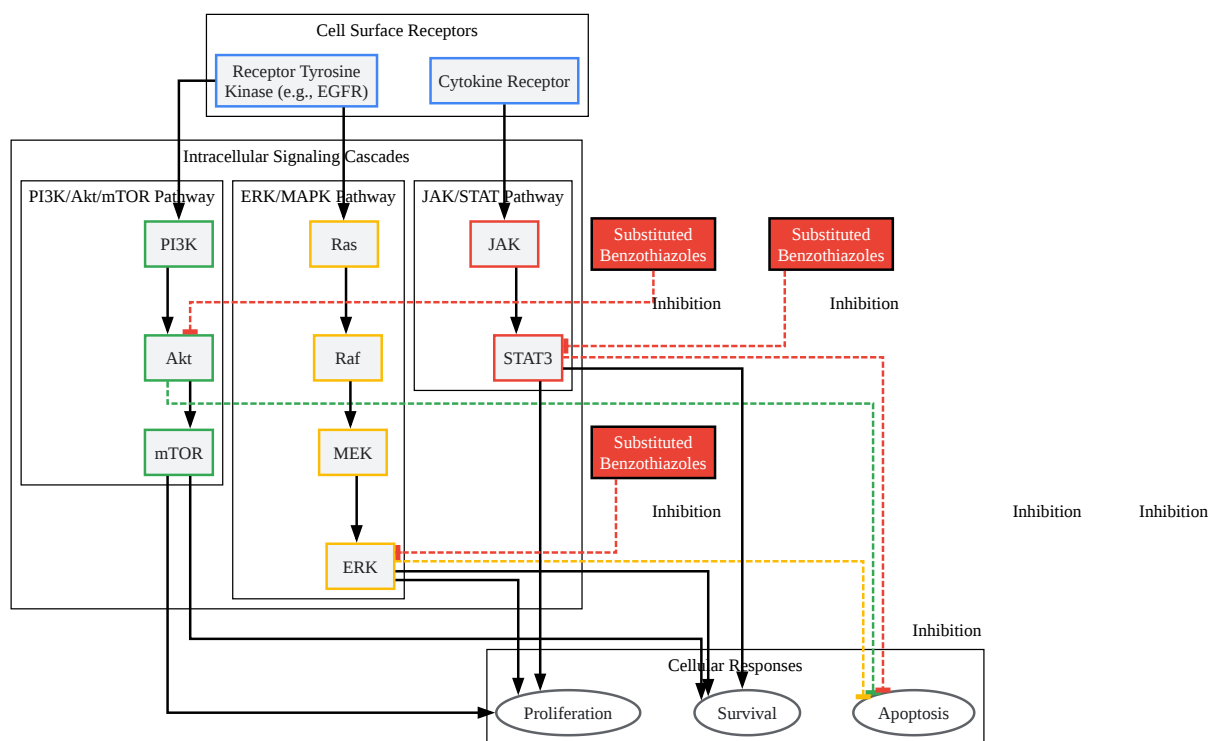 Cell Surface Receptors
Receptor Tyrosine
Kinase (e.g., EGFR)
Cytokine Receptor
Intracellular Signaling Cascades
PI3K/Akt/mTOR Pathway
ERK/MAPK Pathway
JAK/STAT Pathway
PI3K
Ras
JAK
Substituted
Benzothiazoles
Substituted
Benzothiazoles
Inhibition
Inhibition
Akt
Raf
STAT3
mTOR
MEK
Substituted
Benzothiazoles
Inhibition
Inhibition
Inhibition
ERK
Inhibition
Cellular Responses
Proliferation
Survival
Apoptosis